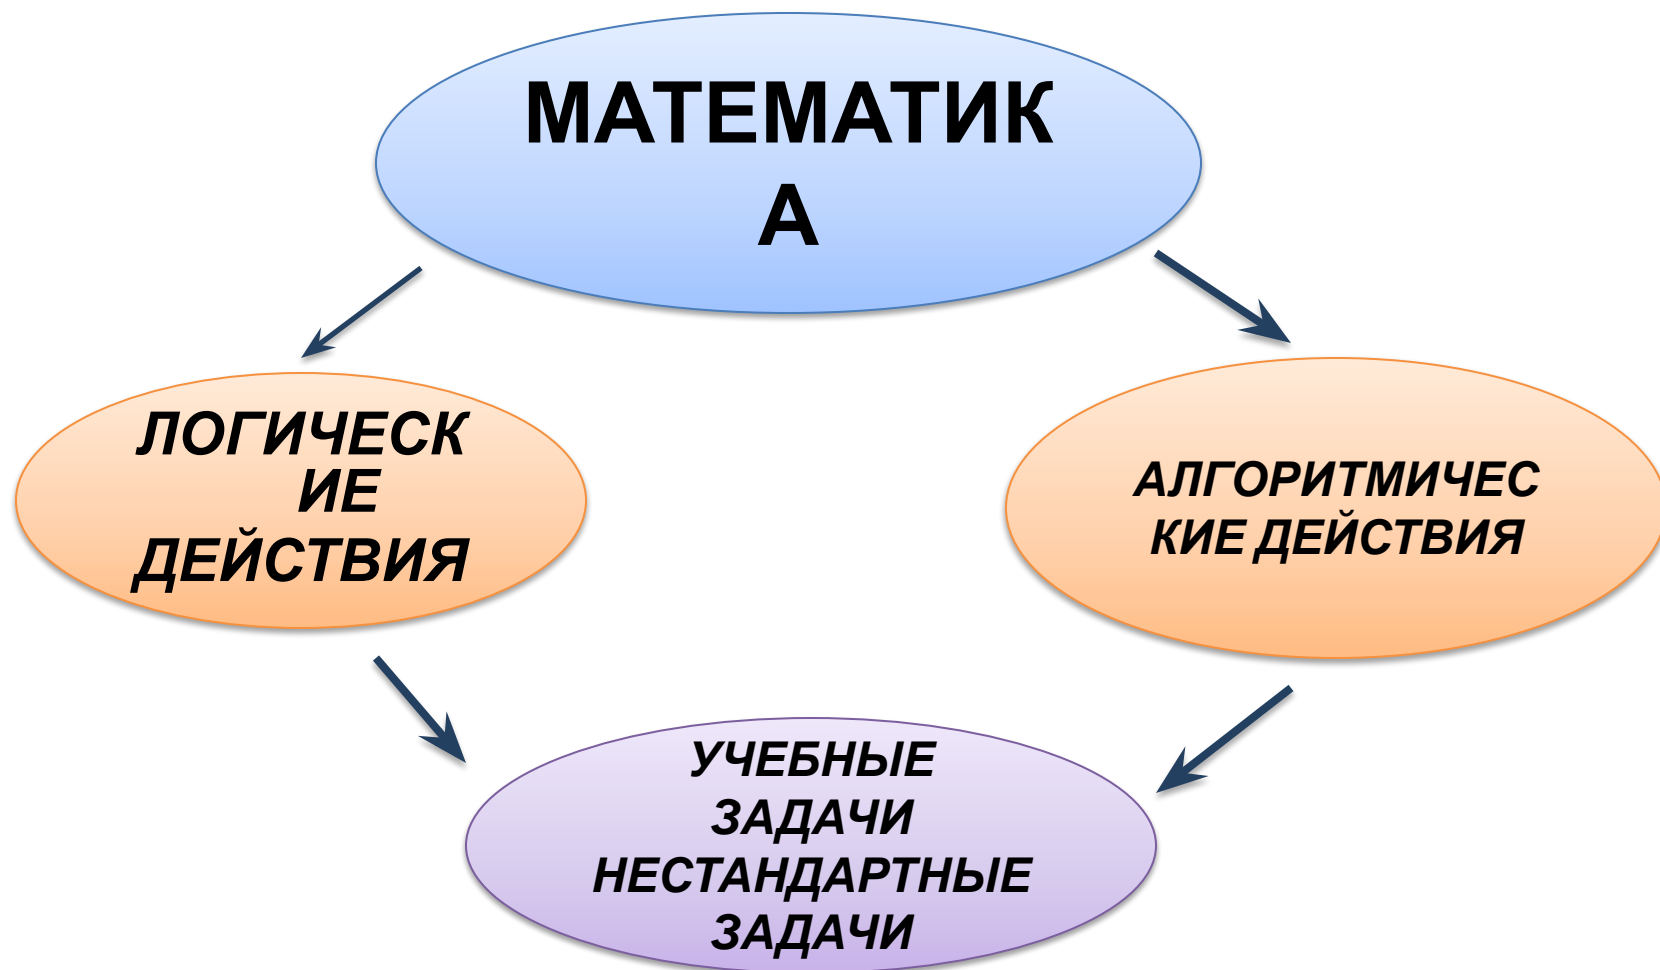 МАТЕМАТИК
А
ЛОГИЧЕСК
ИЕ
ДЕЙСТВИЯ
АЛГОРИТМИЧЕС
КИЕ ДЕЙСТВИЯ
УЧЕБНЫЕ
ЗАДАЧИ
НЕСТАНДАРТНЫЕ
ЗАДАЧИ